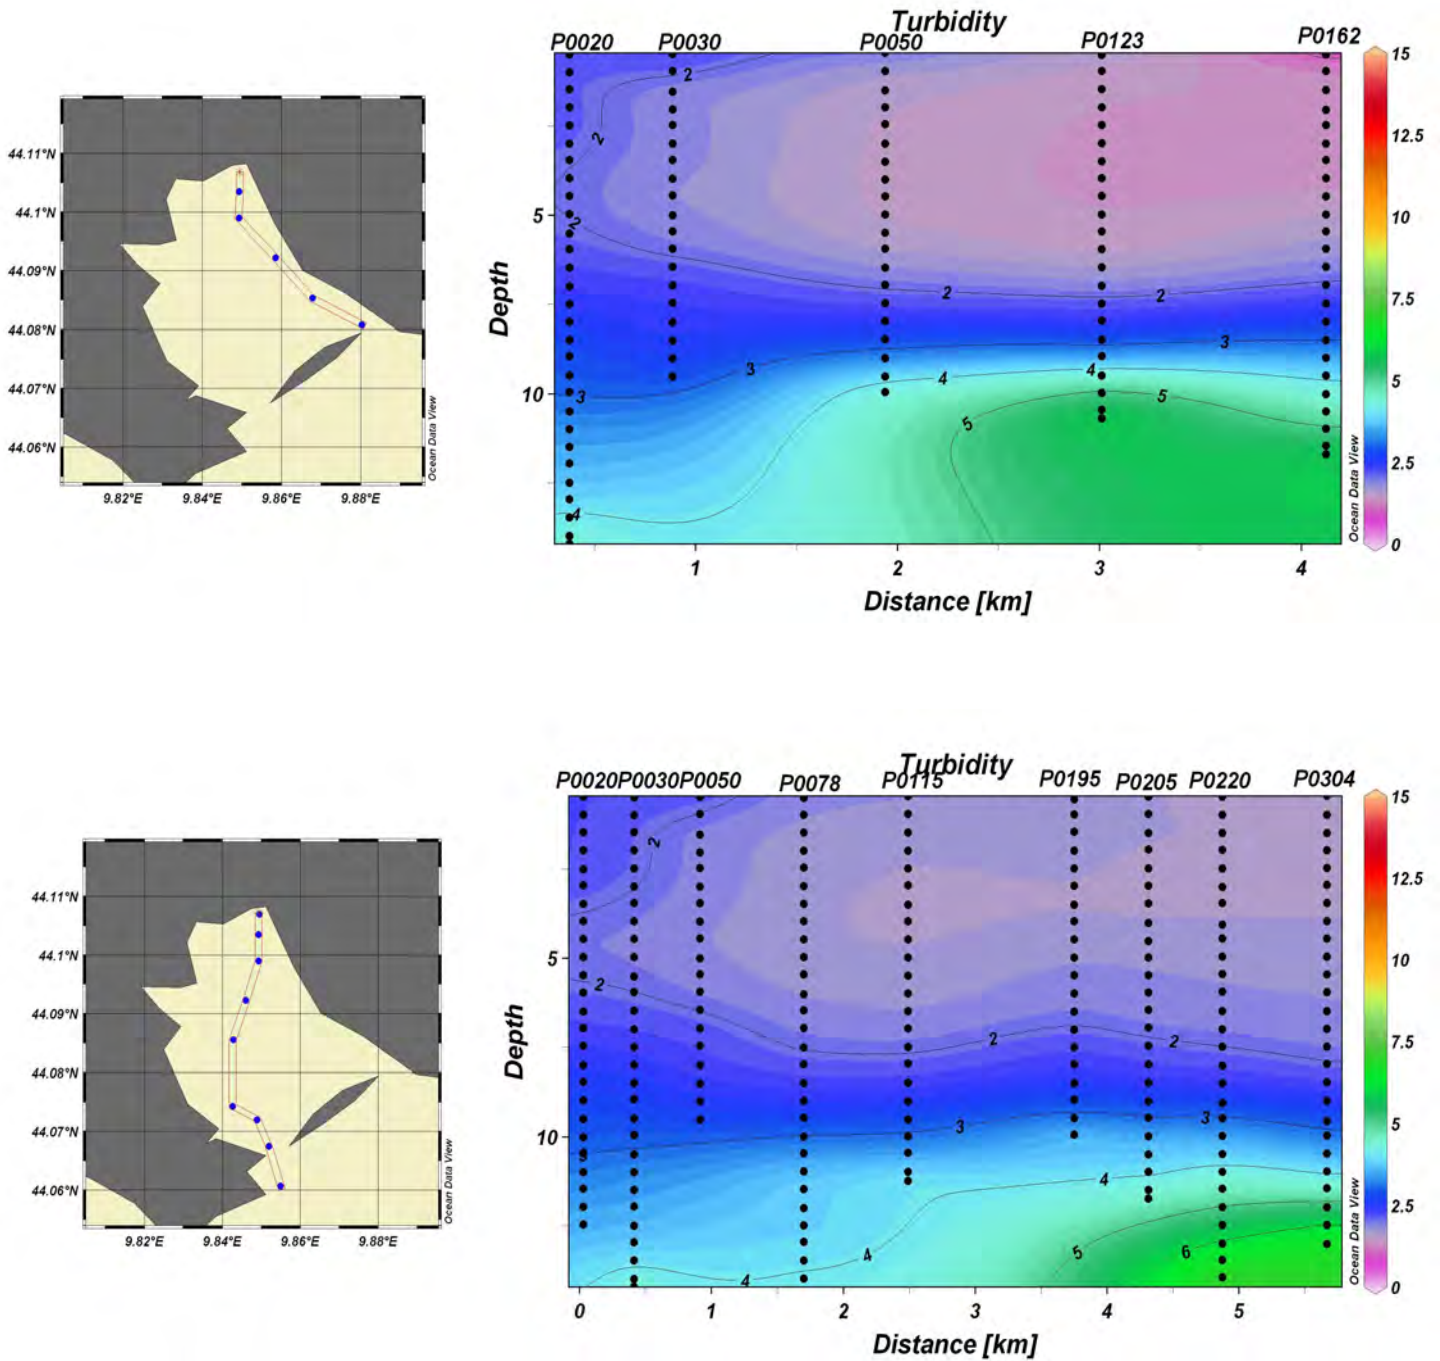 Turbidity
P0020 P0030 P0050 P0123 P0162
44.11°N
44.1°N
44.09°N
44.08°N
44.07°N
44.06°N
9.82°E 9.84°E 9.86°E 9.88°E
Ocean Data View
Depth
5
10
2
2
2
2
2
3
3
3
4
4
4
5
5
1 2 3 4
Distance [km]
Ocean Data View
15
12.5
10
7.5
5
2.5
0
Turbidity
P0020 P0030 P0050 P0078 P0115 P0195 P0205 P0220 P0304
44.11°N
44.1°N
44.09°N
44.08°N
44.07°N
44.06°N
9.82°E 9.84°E 9.86°E 9.88°E
Ocean Data View
Depth
5
10
2
2
2
2
3
3
3
4
4
4
5
6
0 1 2 3 4 5
Distance [km]
Ocean Data View
15
12.5
10
7.5
5
2.5
0